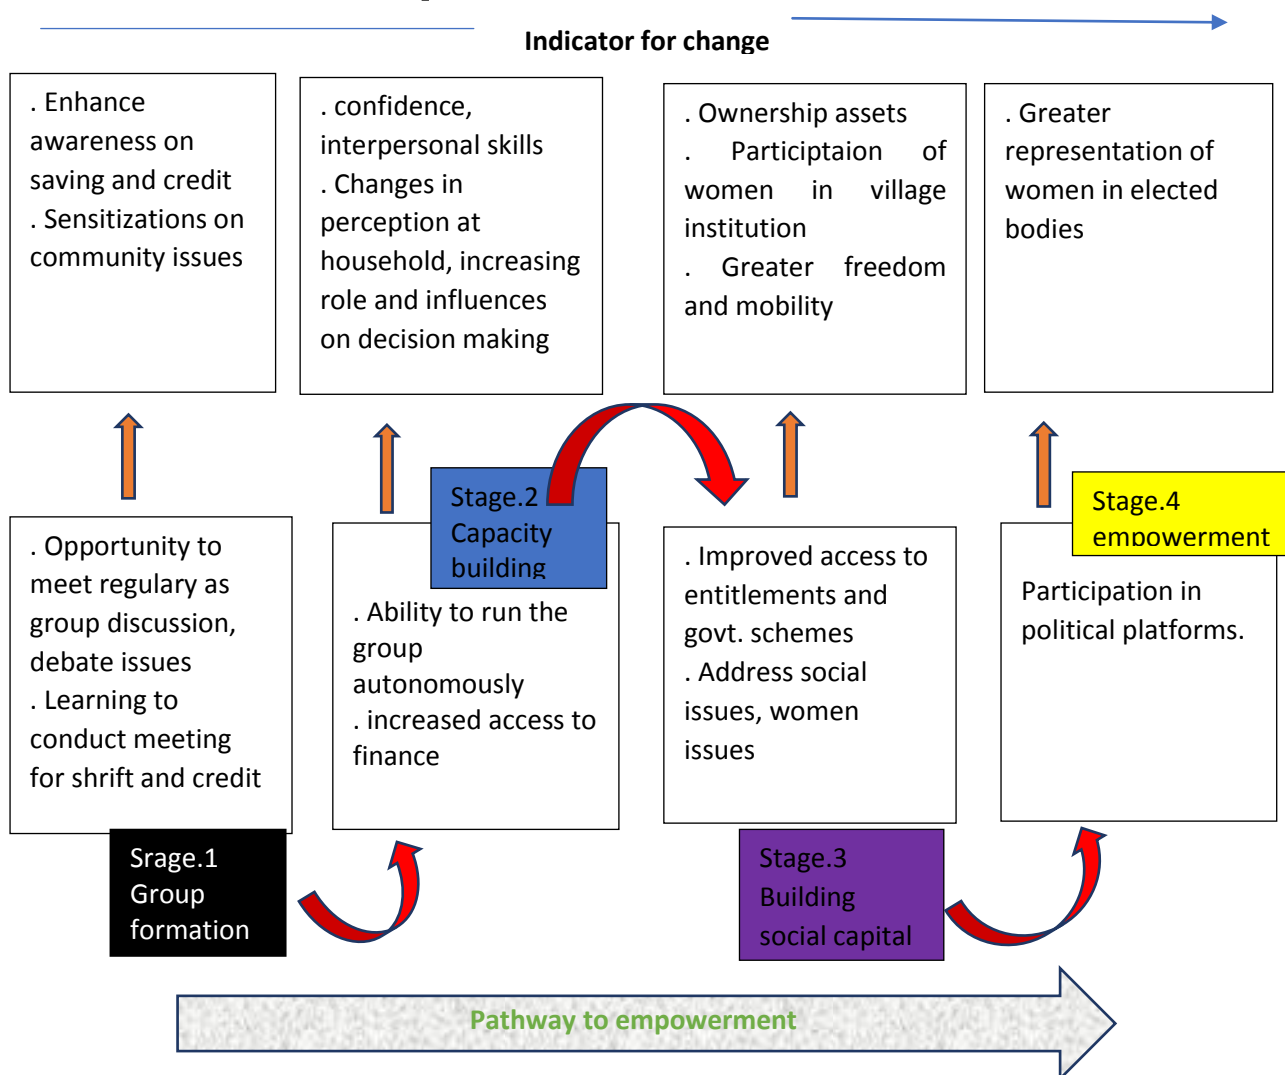 Indicator for change
. Enhance
awareness on
saving and credit
. Sensitizations on
community issues
. confidence,
interpersonal skills
. Changes in
perception at
household, increasing
role and influences
on decision making
. Ownership assets
. Participtaion of
women in village
institution
. Greater freedom
and mobility
. Greater
representation of
women in elected
bodies
. Opportunity to
meet regulary as
group discussion,
debate issues
. Learning to
conduct meeting
for shrift and credit
Srage.1
Group
formation
Stage.2
Capacity
building
. Ability to run the
group
autonomously
. increased access to
finance
. Improved access to
entitlements and
govt. schemes
. Address social
issues, women
issues
Stage.3
Building
social capital
Stage.4
empowerment
Participation in
political platforms.
Pathway to empowerment